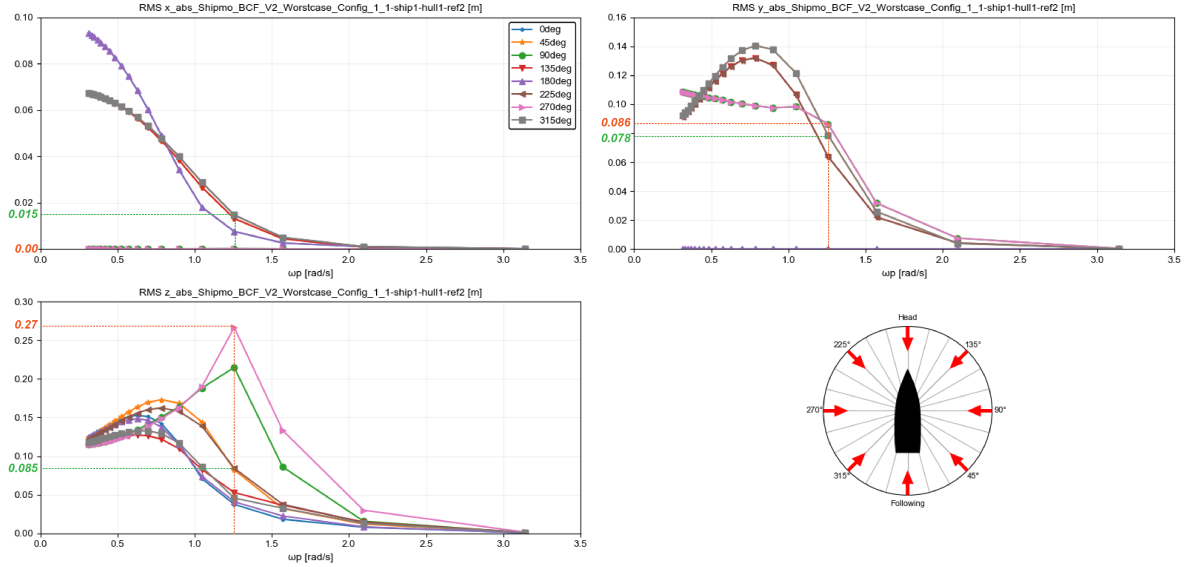 RMS x_abs_Shipmo_BCF_V2_Worstcase_Config_1_1-ship1-hull1-ref2 [m]
0.10
0.08
0.06
0.04
0.02
0.015
0.00
0.00
0.0 0.5 1.0 1.5 2.0 2.5 3.0 3.5
ωp [rad/s]
0deg
45deg
90deg
135deg
180deg
225deg
270deg
315deg
RMS y_abs_Shipmo_BCF_V2_Worstcase_Config_1_1-ship1-hull1-ref2 [m]
0.16
0.14
0.12
0.10
0.086
0.08
0.078
0.06
0.04
0.02
0.00
0.0 0.5 1.0 1.5 2.0 2.5 3.0 3.5
ωp [rad/s]
RMS z_abs_Shipmo_BCF_V2_Worstcase_Config_1_1-ship1-hull1-ref2 [m]
0.30
0.27
0.25
0.20
0.15
0.10
0.085
0.05
0.00
0.0 0.5 1.0 1.5 2.0 2.5 3.0 3.5
ωp [rad/s]
Head
225° 135°
270° 90°
315° 45°
Following